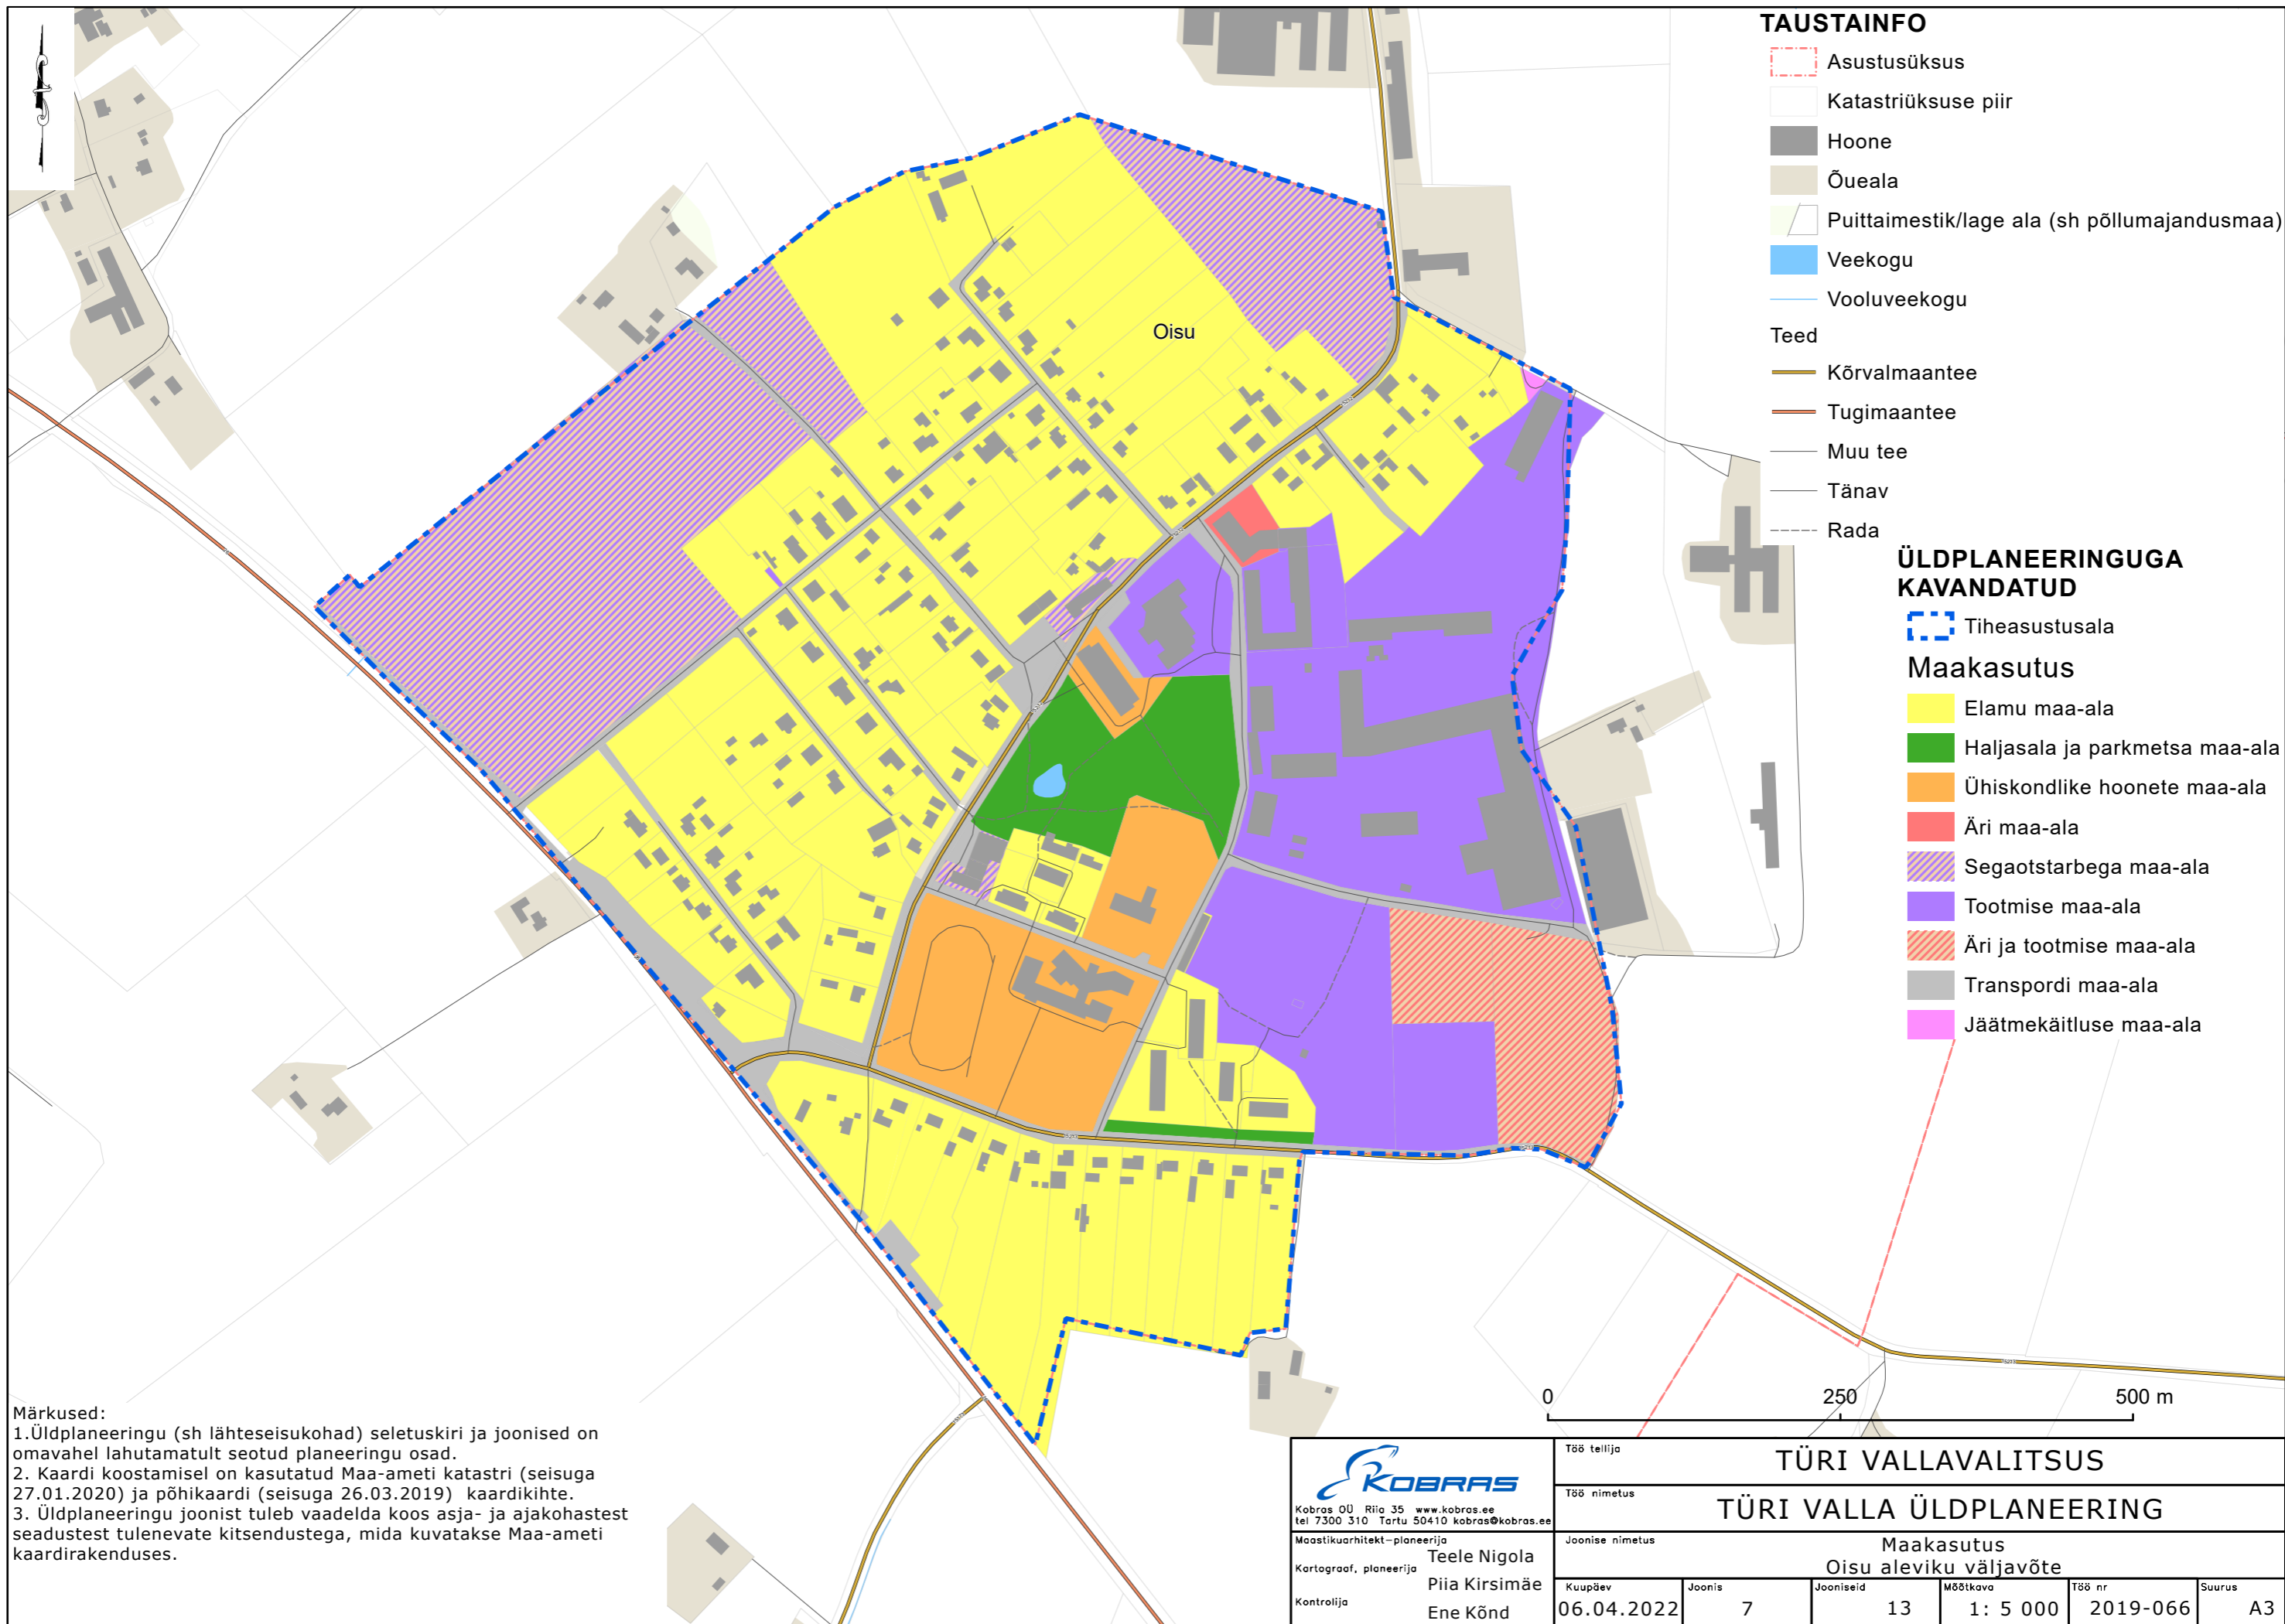 TAUSTAINFO
Asustusüksus
Katastriüksuse piir
Hoone
Õueala
Puittaimestik/lage ala (sh põllumajandusmaa)
Veekogu
Vooluveekogu
Teed
Kõrvalmaantee
Tugimaantee
Muu tee
Tänav
Rada
ÜLDPLANEERINGUGA
KAVANDATUD
Tiheasustusala
Maakasutus
Elamu maa-ala
Haljasala ja parkmetsa maa-ala
Ühiskondlike hoonete maa-ala
Äri maa-ala
Segaotstarbega maa-ala
Tootmise maa-ala
Äri ja tootmise maa-ala
Transpordi maa-ala
Jäätmekäitluse maa-ala
Oisu
0 250 500 m
Märkused:
1.Üldplaneeringu (sh lähteseisukohad) seletuskiri ja joonised on
omavahel lahutamatult seotud planeeringu osad.
2. Kaardi koostamisel on kasutatud Maa-ameti katastri (seisuga
27.01.2020) ja põhikaardi (seisuga 26.03.2019) kaardikihte.
3. Üldplaneeringu joonist tuleb vaadelda koos asja- ja ajakohastest
seadustest tulenevate kitsendustega, mida kuvatakse Maa-ameti
kaardirakenduses.
KOBRAS
Kobras OÜ Riia 35 www.kobras.ee
tel 7300 310 Tartu 50410 kobras@kobras.ee
Töö tellija
TÜRI VALLAVALITSUS
Töö nimetus
TÜRI VALLA ÜLDPLANEERING
Maastikuarhitekt-planeerija
Teele Nigola
Kartograaf, planeerija
Piia Kirsimäe
Kontrolija
Ene Kõnd
Joonise nimetus
Maakasutus
Oisu aleviku väljavõte
Kuupäev Joonis Jooniseid Mõõtkava Töö nr Suurus
06.04.2022 7 13 1: 5 000 2019-066 A3